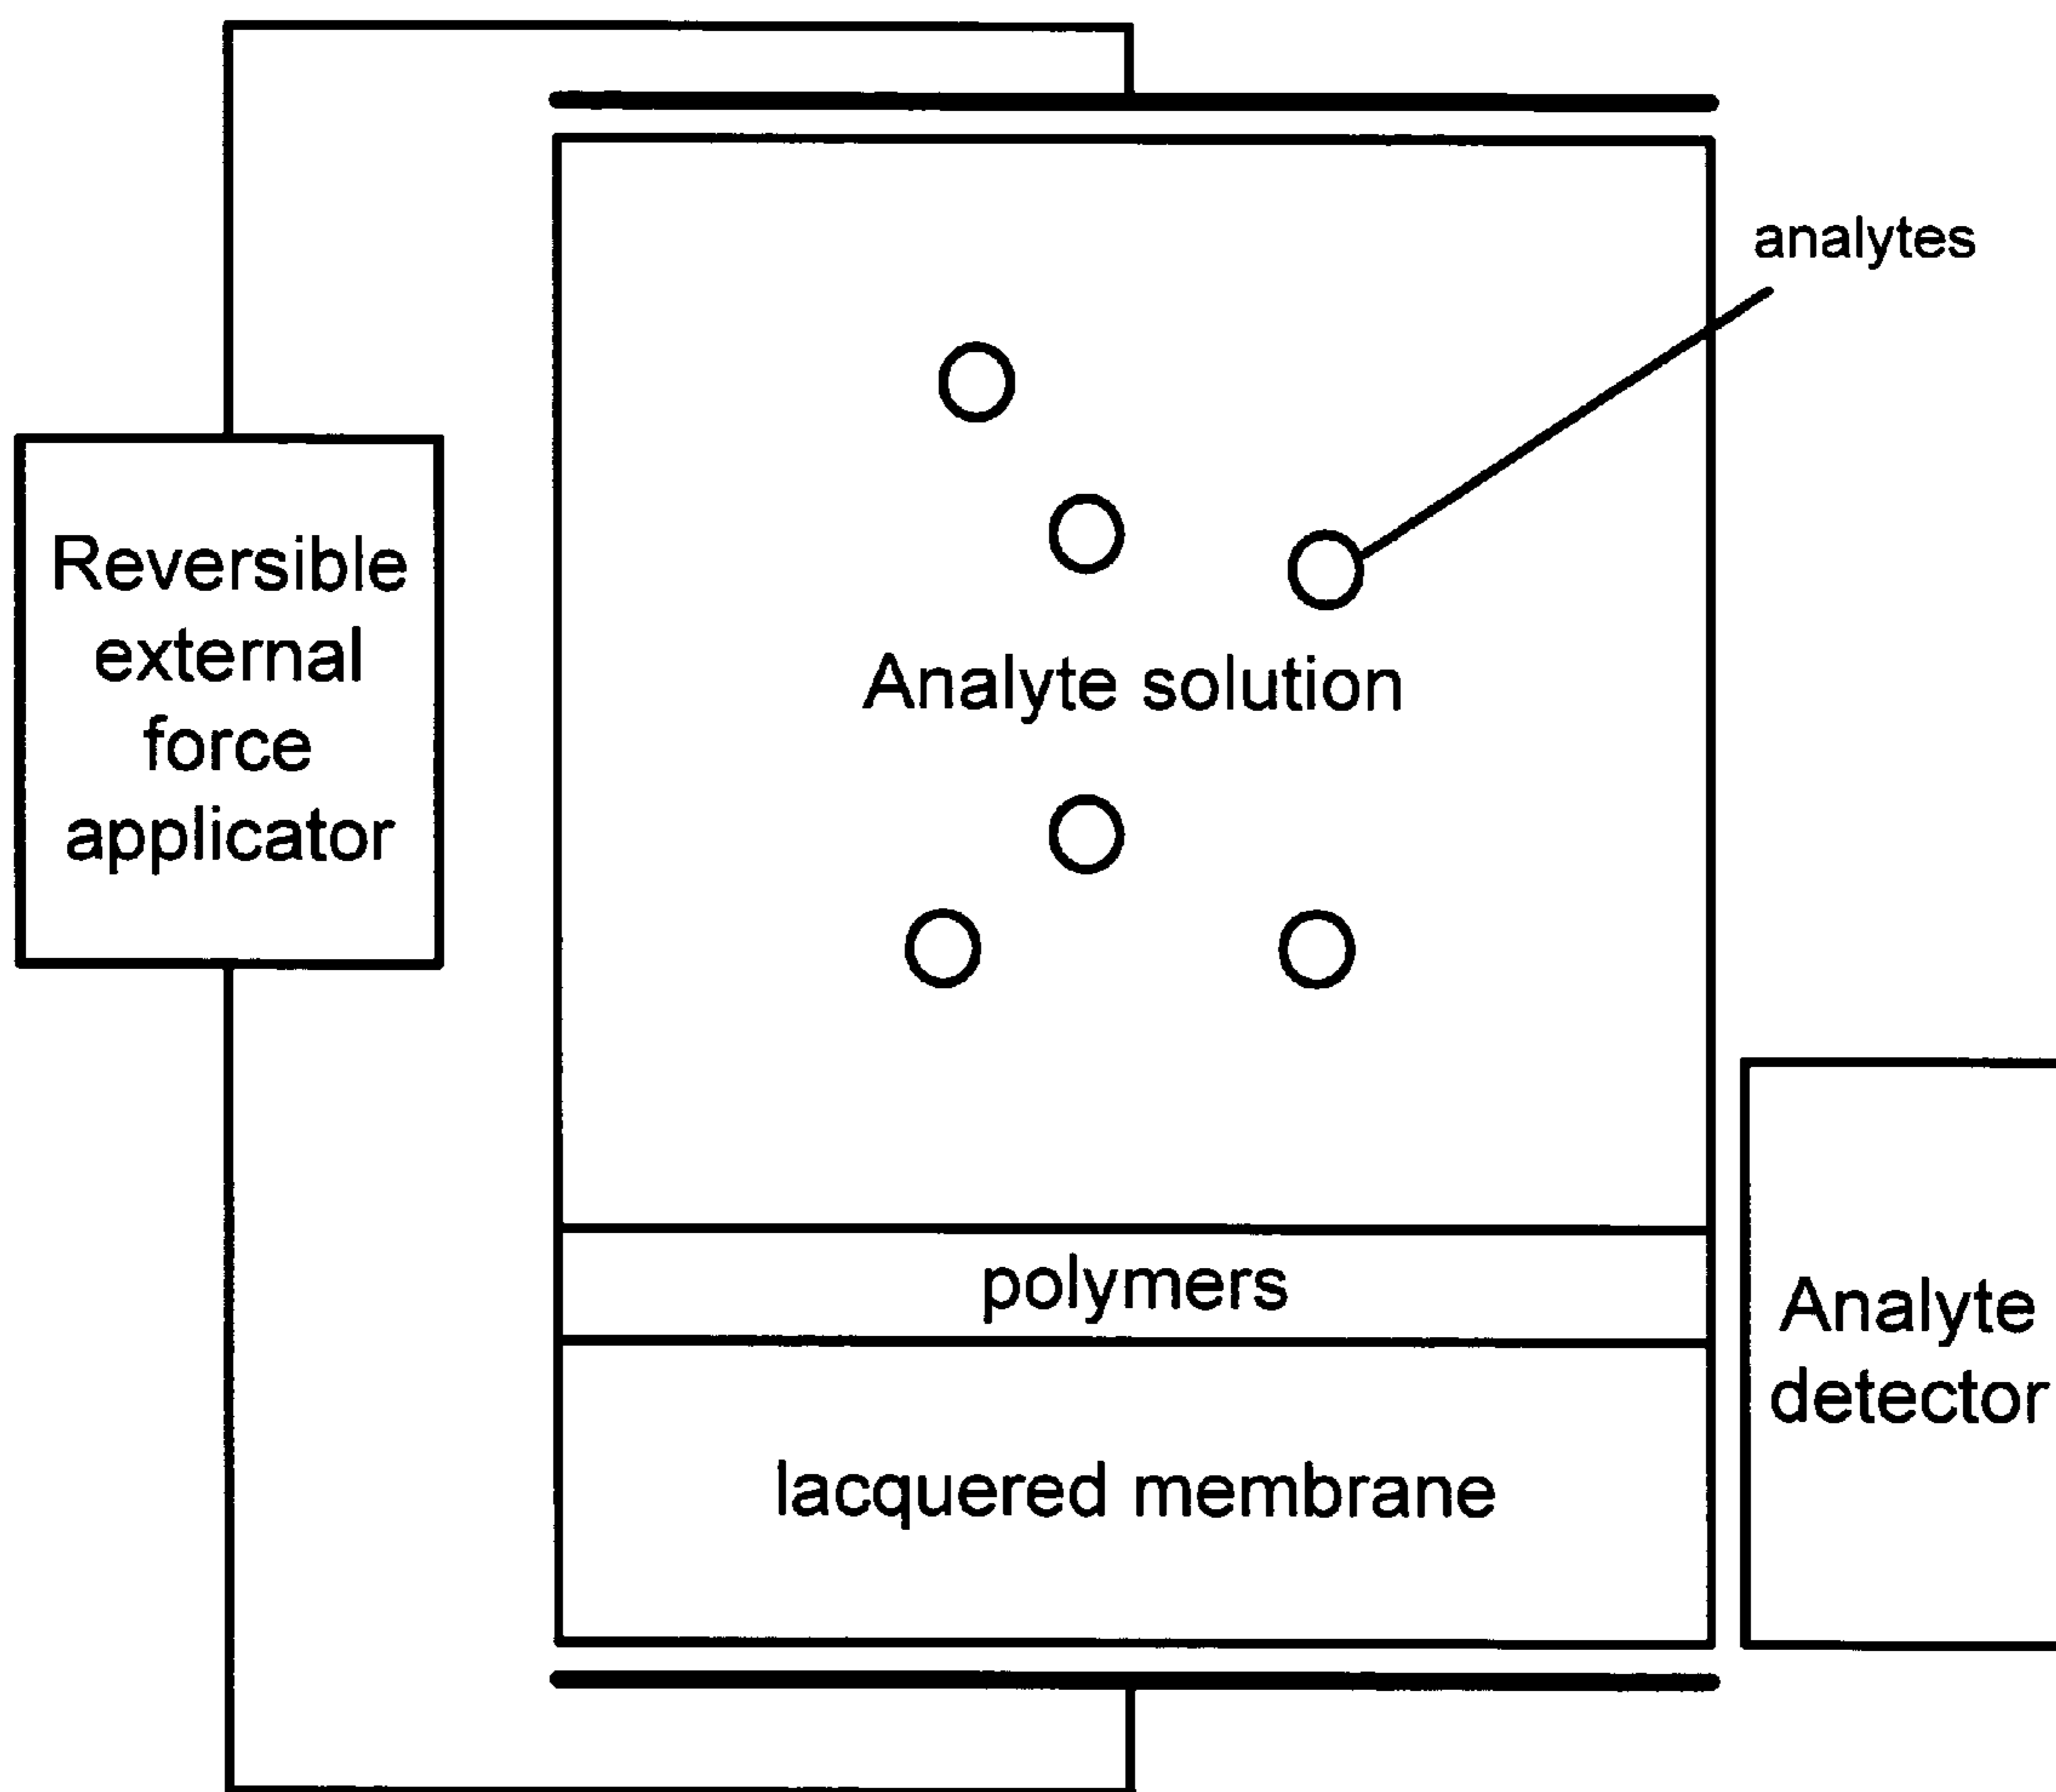 analytes
Reversible
external
force
applicator
Analyte solution
polymers
Analyte
detector
lacquered membrane